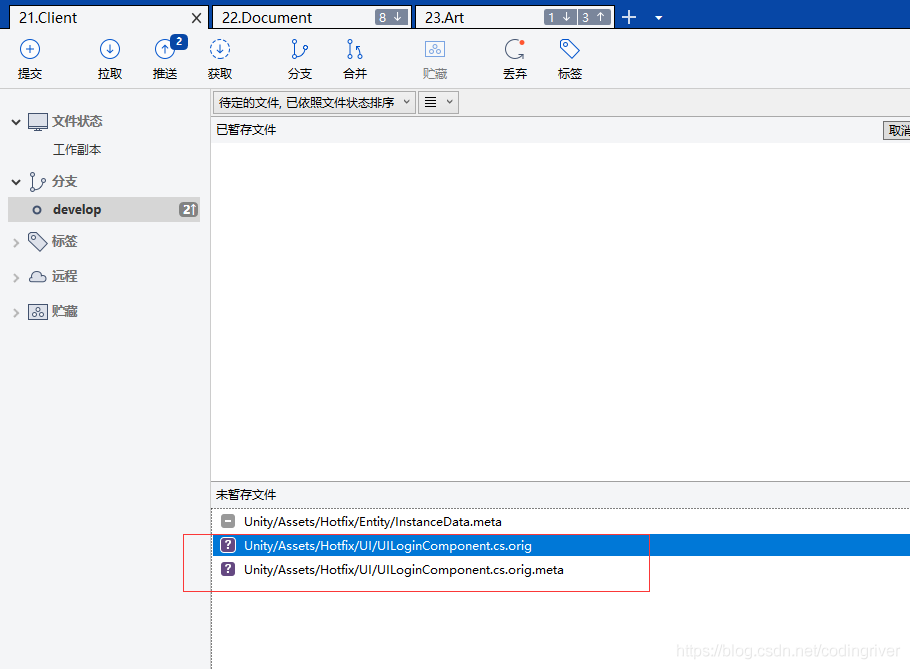 21.Client
22.Document 8
23.Art 1 3
2
提交 拉取 推送 获取 分支 合并 贮藏 丢弃 标签
待定的文件, 已依照文件状态排序
文件状态
工作副本
分支
develop 2
标签
远程
贮藏
已暂存文件 取消
未暂存文件
Unity/Assets/Hotfix/Entity/InstanceData.meta
Unity/Assets/Hotfix/UI/UILoginComponent.cs.orig
Unity/Assets/Hotfix/UI/UILoginComponent.cs.orig.meta
https://blog.csdn.net/codingriver